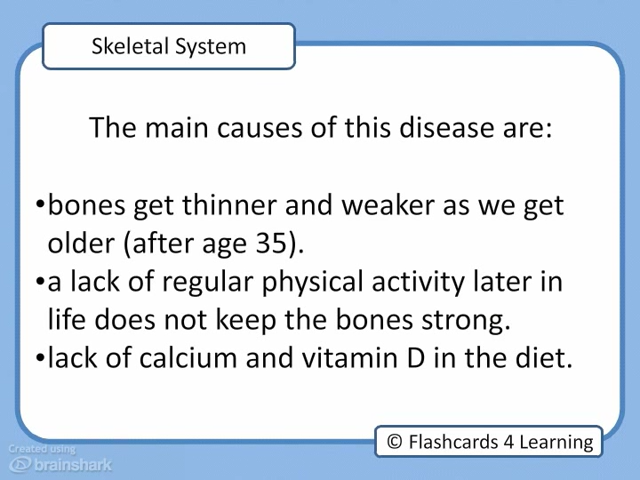 Skeletal System
The main causes of this disease are:
•bones get thinner and weaker as we get
older (after age 35).
•a lack of regular physical activity later in
life does not keep the bones strong.
•lack of calcium and vitamin D in the diet.
© Flashcards 4 Learning
Created using
brainshark